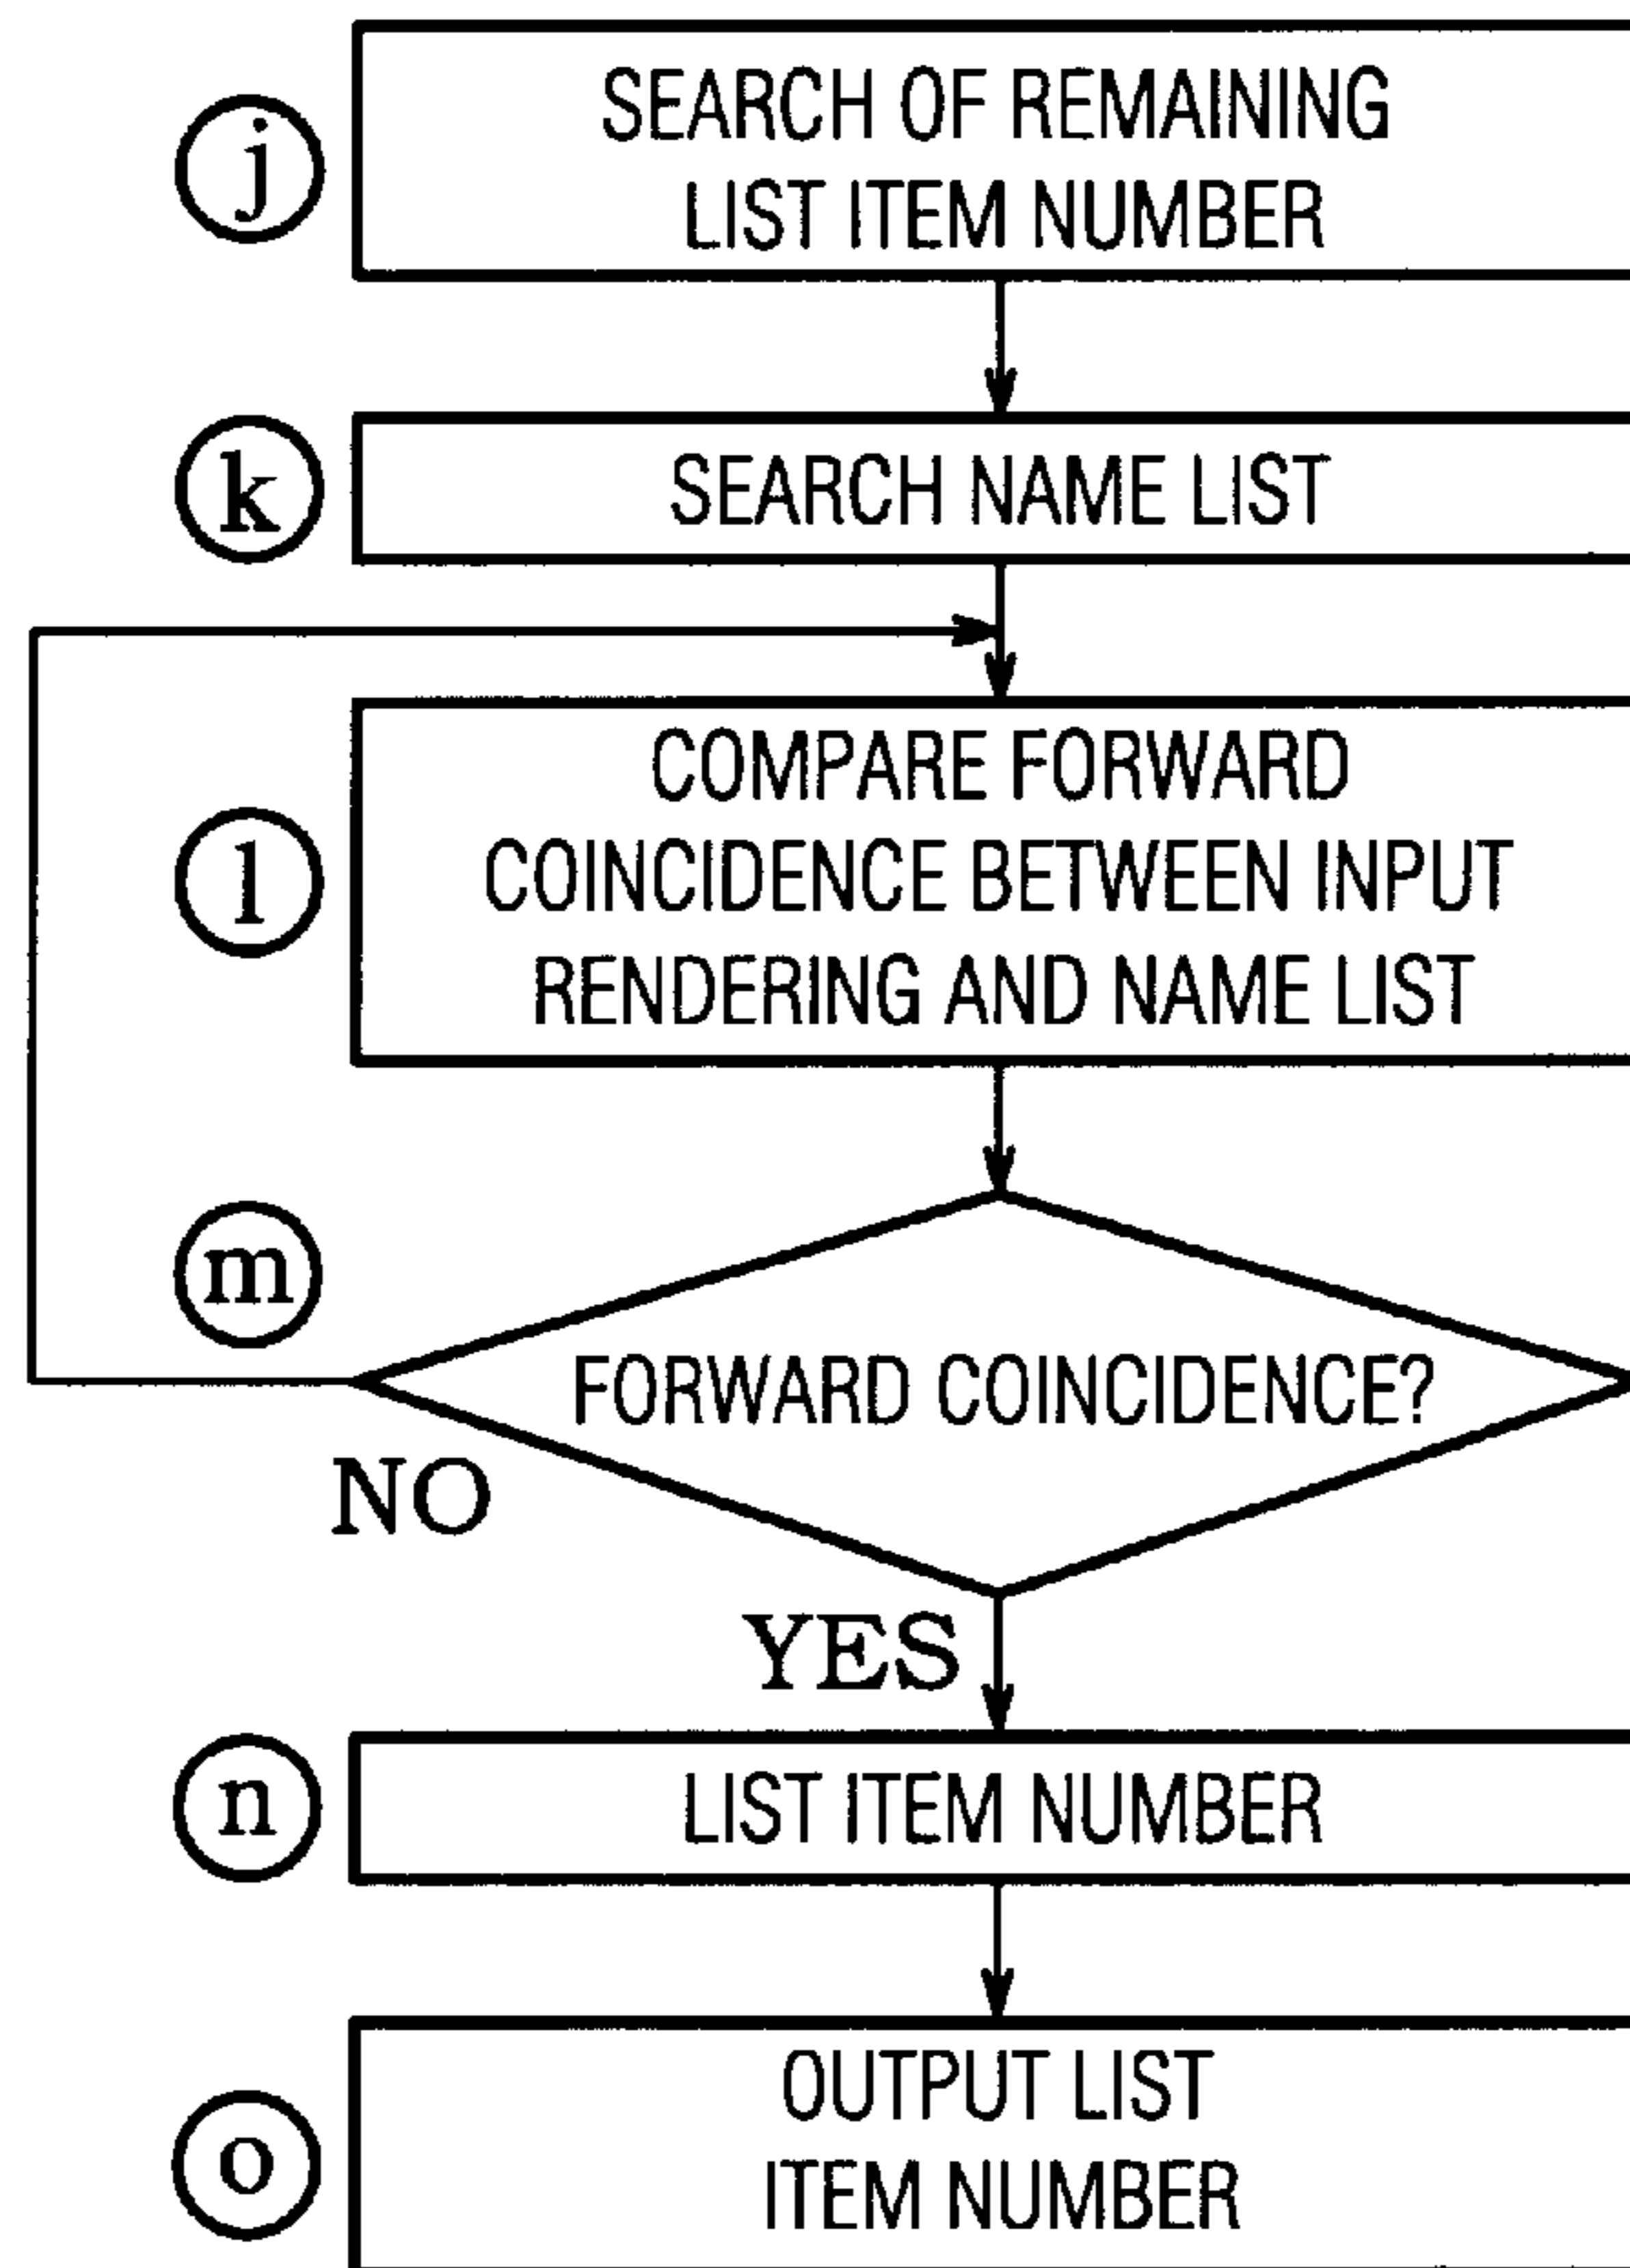 j
SEARCH OF REMAINING
LIST ITEM NUMBER
k
SEARCH NAME LIST
l
COMPARE FORWARD
COINCIDENCE BETWEEN INPUT
RENDERING AND NAME LIST
m
FORWARD COINCIDENCE?
NO
YES
n
LIST ITEM NUMBER
o
OUTPUT LIST
ITEM NUMBER